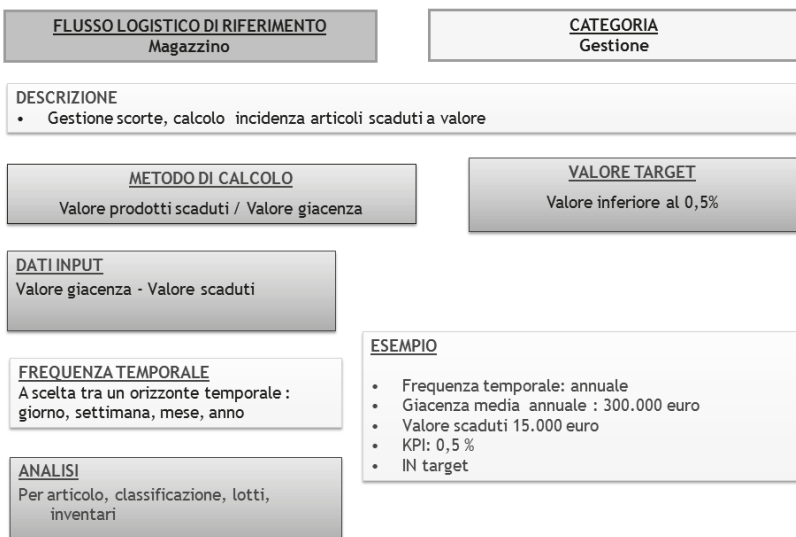 FLUSSO LOGISTICO DI RIFERIMENTO
Magazzino
CATEGORIA
Gestione
DESCRIZIONE
• Gestione scorte, calcolo incidenza articoli scaduti a valore
METODO DI CALCOLO
Valore prodotti scaduti / Valore giacenza
VALORE TARGET
Valore inferiore al 0,5%
DATI INPUT
Valore giacenza - Valore scaduti
FREQUENZA TEMPORALE
A scelta tra un orizzonte temporale :
giorno, settimana, mese, anno
ANALISI
Per articolo, classificazione, lotti,
inventari
ESEMPIO
• Frequenza temporale: annuale
• Giacenza media annuale : 300.000 euro
• Valore scaduti 15.000 euro
• KPI: 0,5 %
• IN target